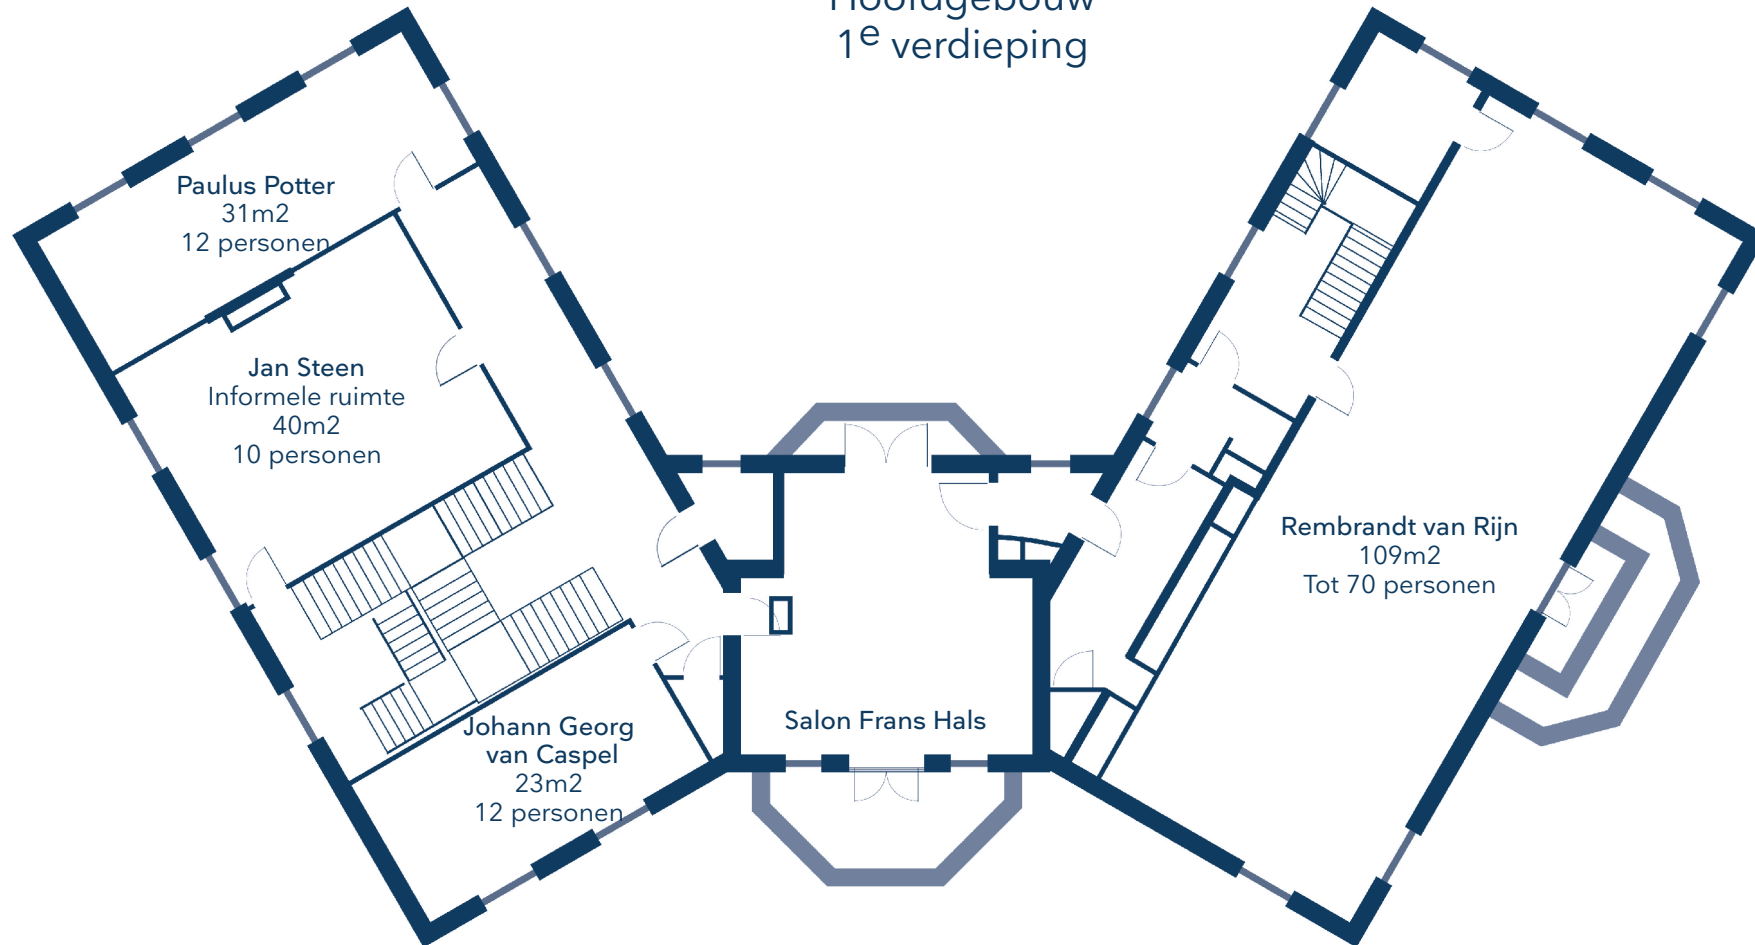 Hoofdgebouw
1e verdieping
Paulus Potter
31m2
12 personen
Jan Steen
Informele ruimte
40m2
10 personen
Rembrandt van Rijn
109m2
Tot 70 personen
Salon Frans Hals
Johann Georg
van Caspel
23m2
12 personen